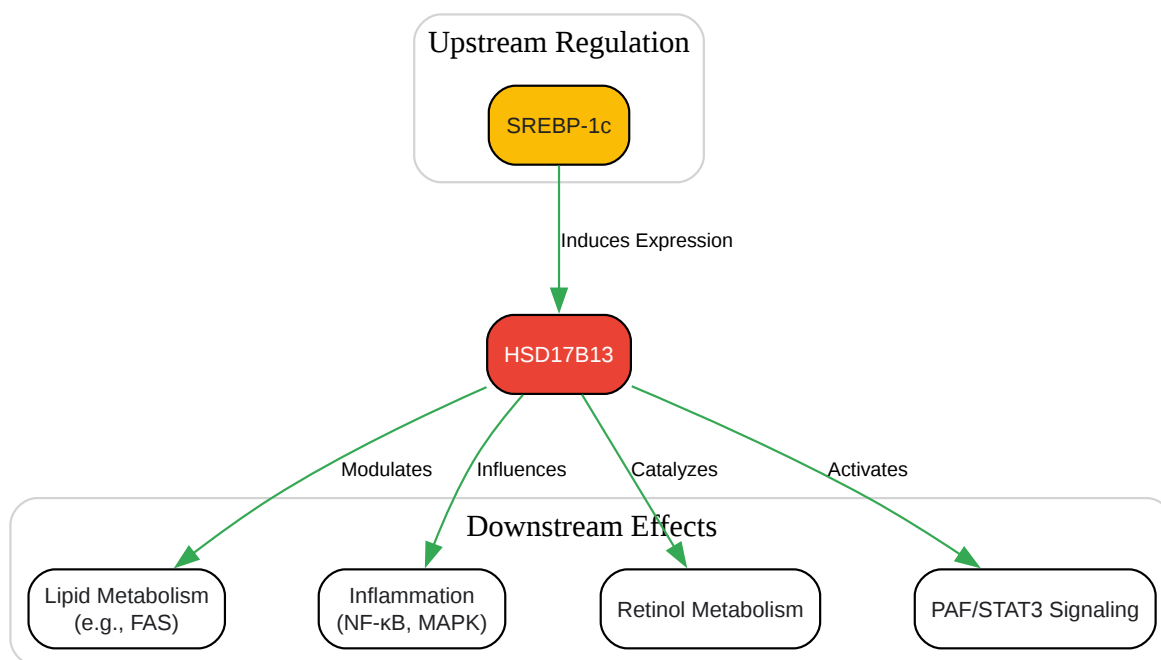 Upstream Regulation
SREBP-1c
Induces Expression
HSD17B13
Modulates
Influences
Catalyzes
Activates
Downstream Effects
Lipid Metabolism
(e.g., FAS)
Inflammation
(NF-κB, MAPK)
Retinol Metabolism
PAF/STAT3 Signaling